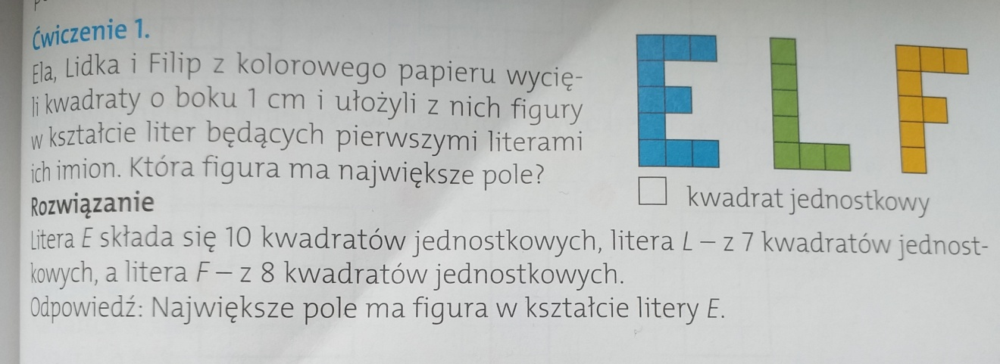 Ćwiczenie 1.
Ela, Lidka i Filip z kolorowego papieru wycię-
li kwadraty o boku 1 cm i ułożyli z nich figury
w kształcie liter będących pierwszymi literami
ich imion. Która figura ma największe pole?
E L F
kwadrat jednostkowy
Rozwiązanie
Litera E składa się 10 kwadratów jednostkowych, litera L – z 7 kwadratów jednost-
kowych, a litera F – z 8 kwadratów jednostkowych.
Odpowiedź: Największe pole ma figura w kształcie litery E.